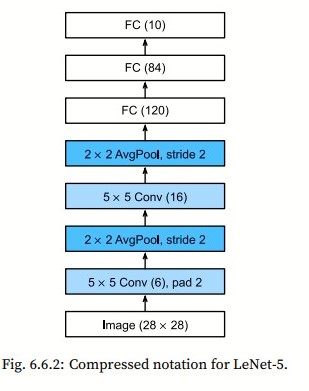 FC (10)
FC (84)
FC (120)
2 × 2 AvgPool, stride 2
5 × 5 Conv (16)
2 × 2 AvgPool, stride 2
5 × 5 Conv (6), pad 2
Image (28 × 28)
Fig. 6.6.2: Compressed notation for LeNet-5.